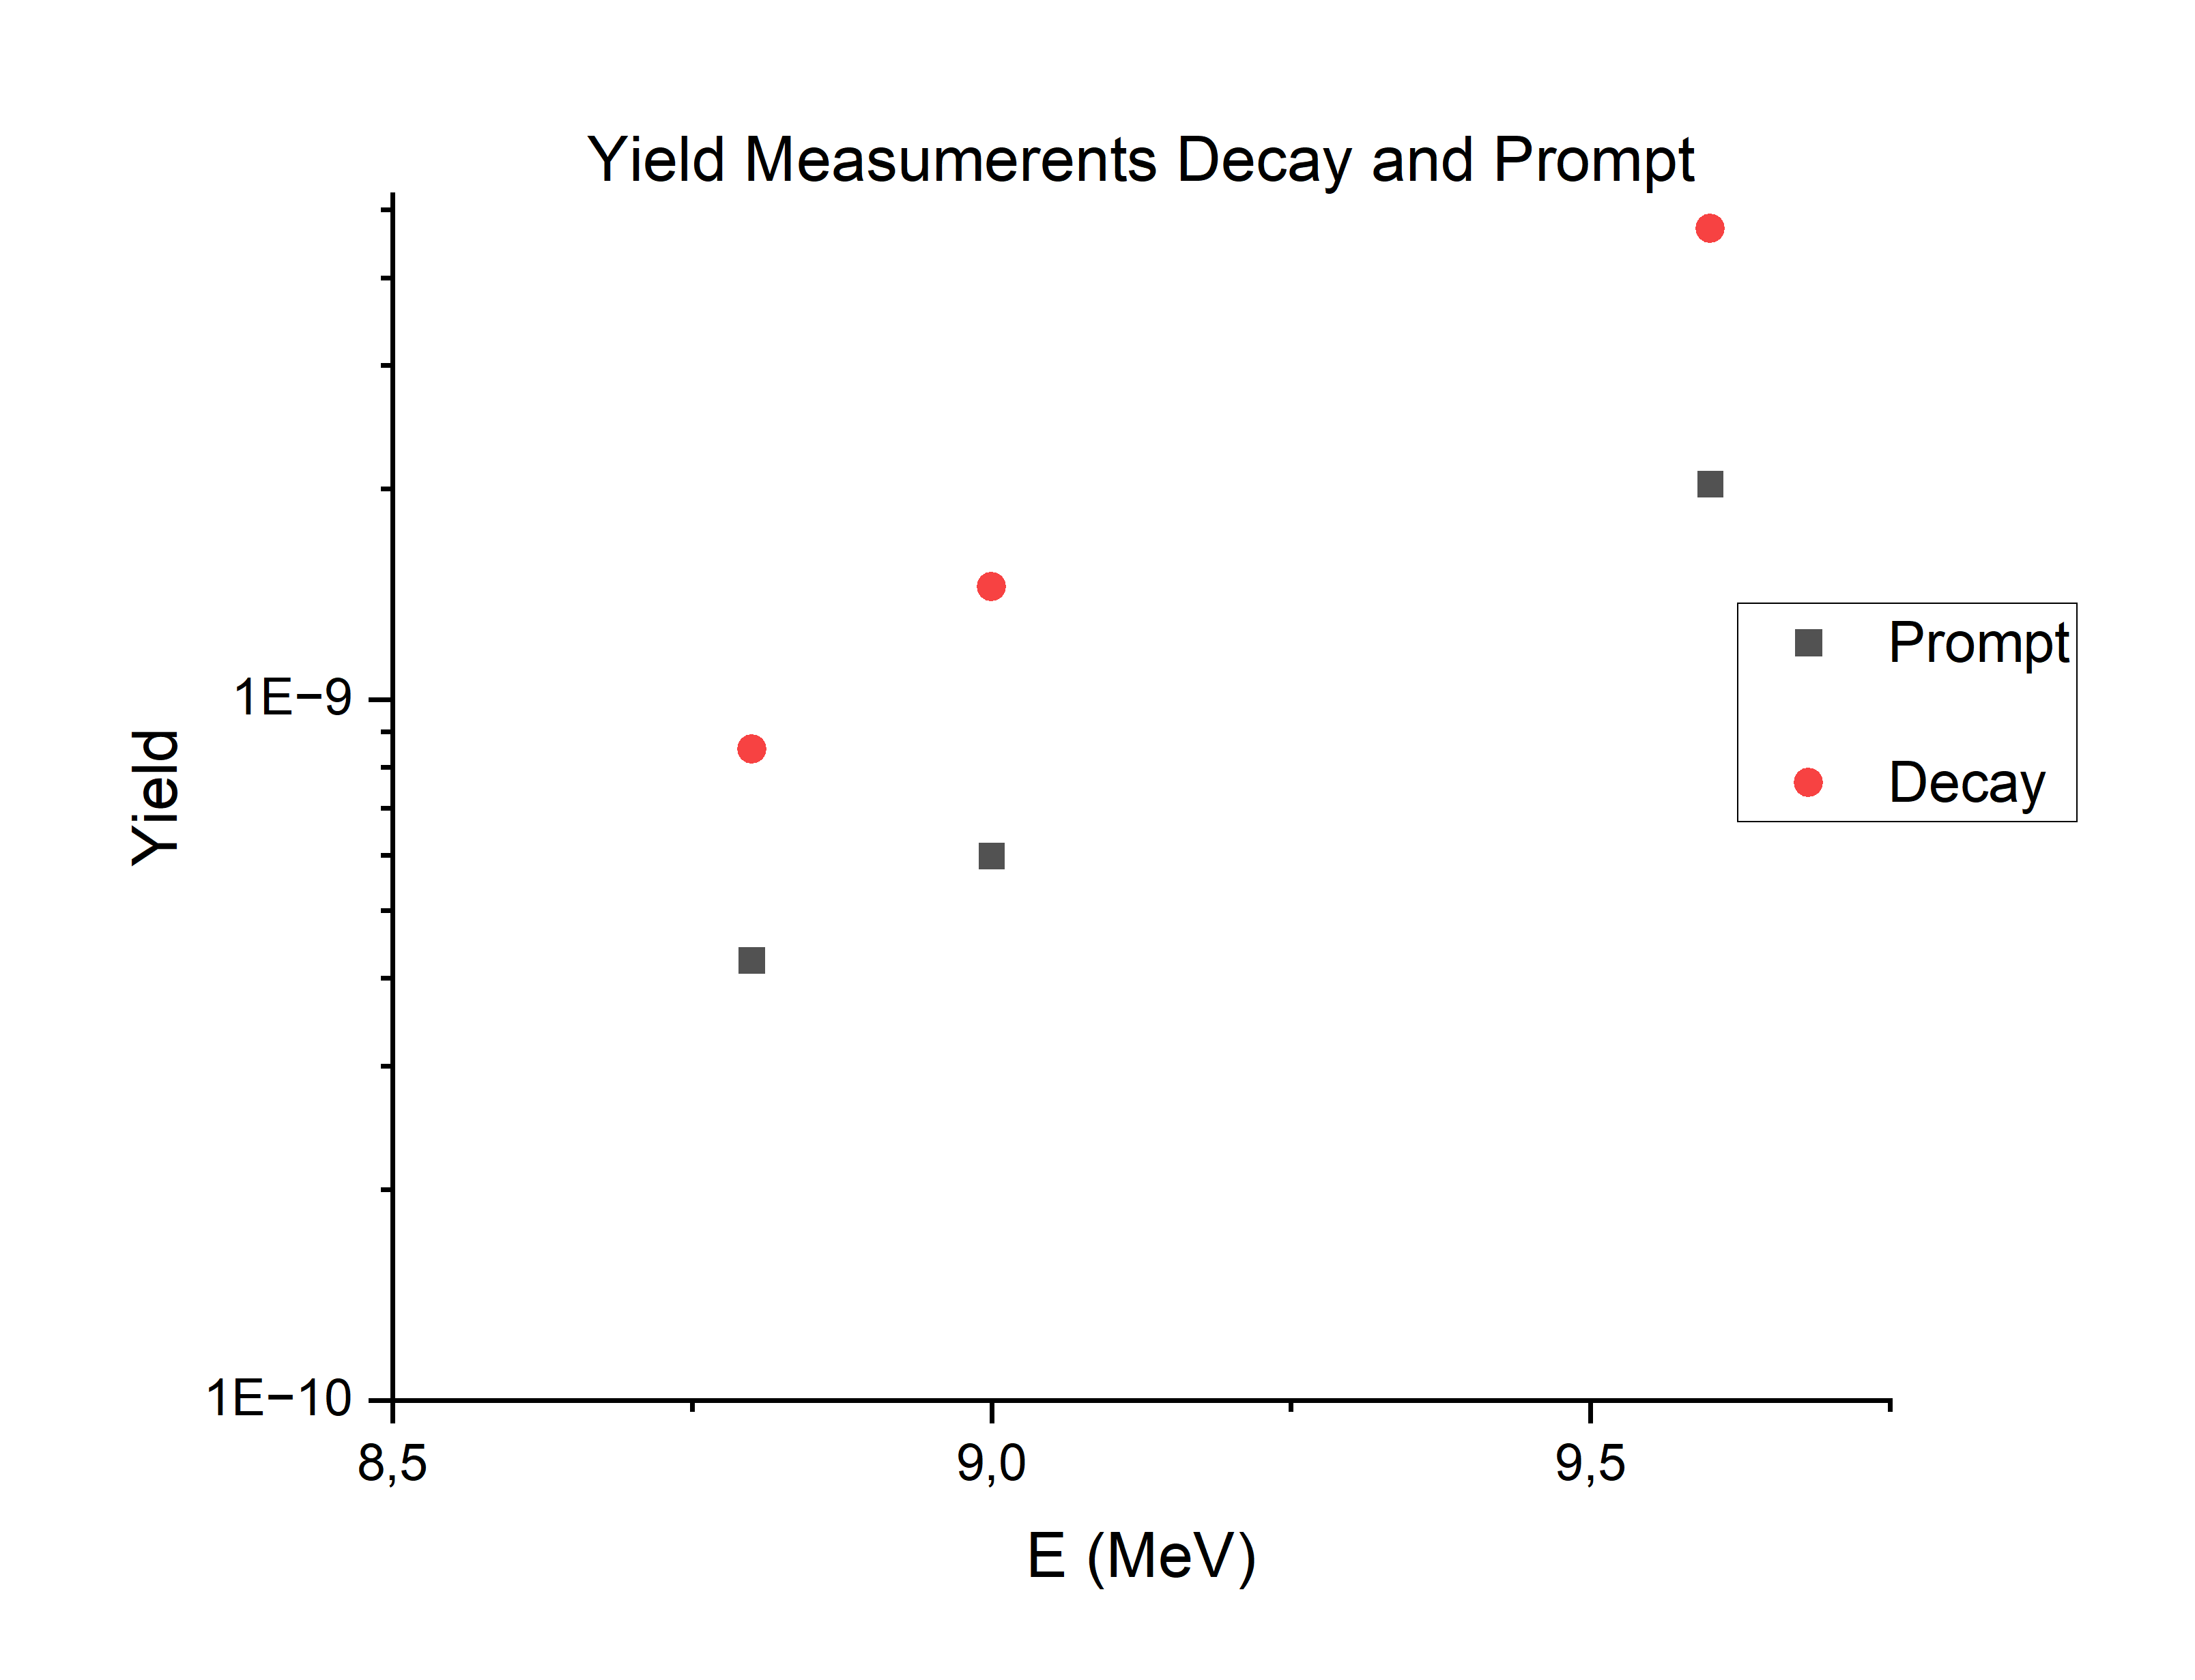 Yield Measumerents Decay and Prompt
Yield
1E−9
1E−10
Prompt
Decay
8,5
9,0
9,5
E (MeV)